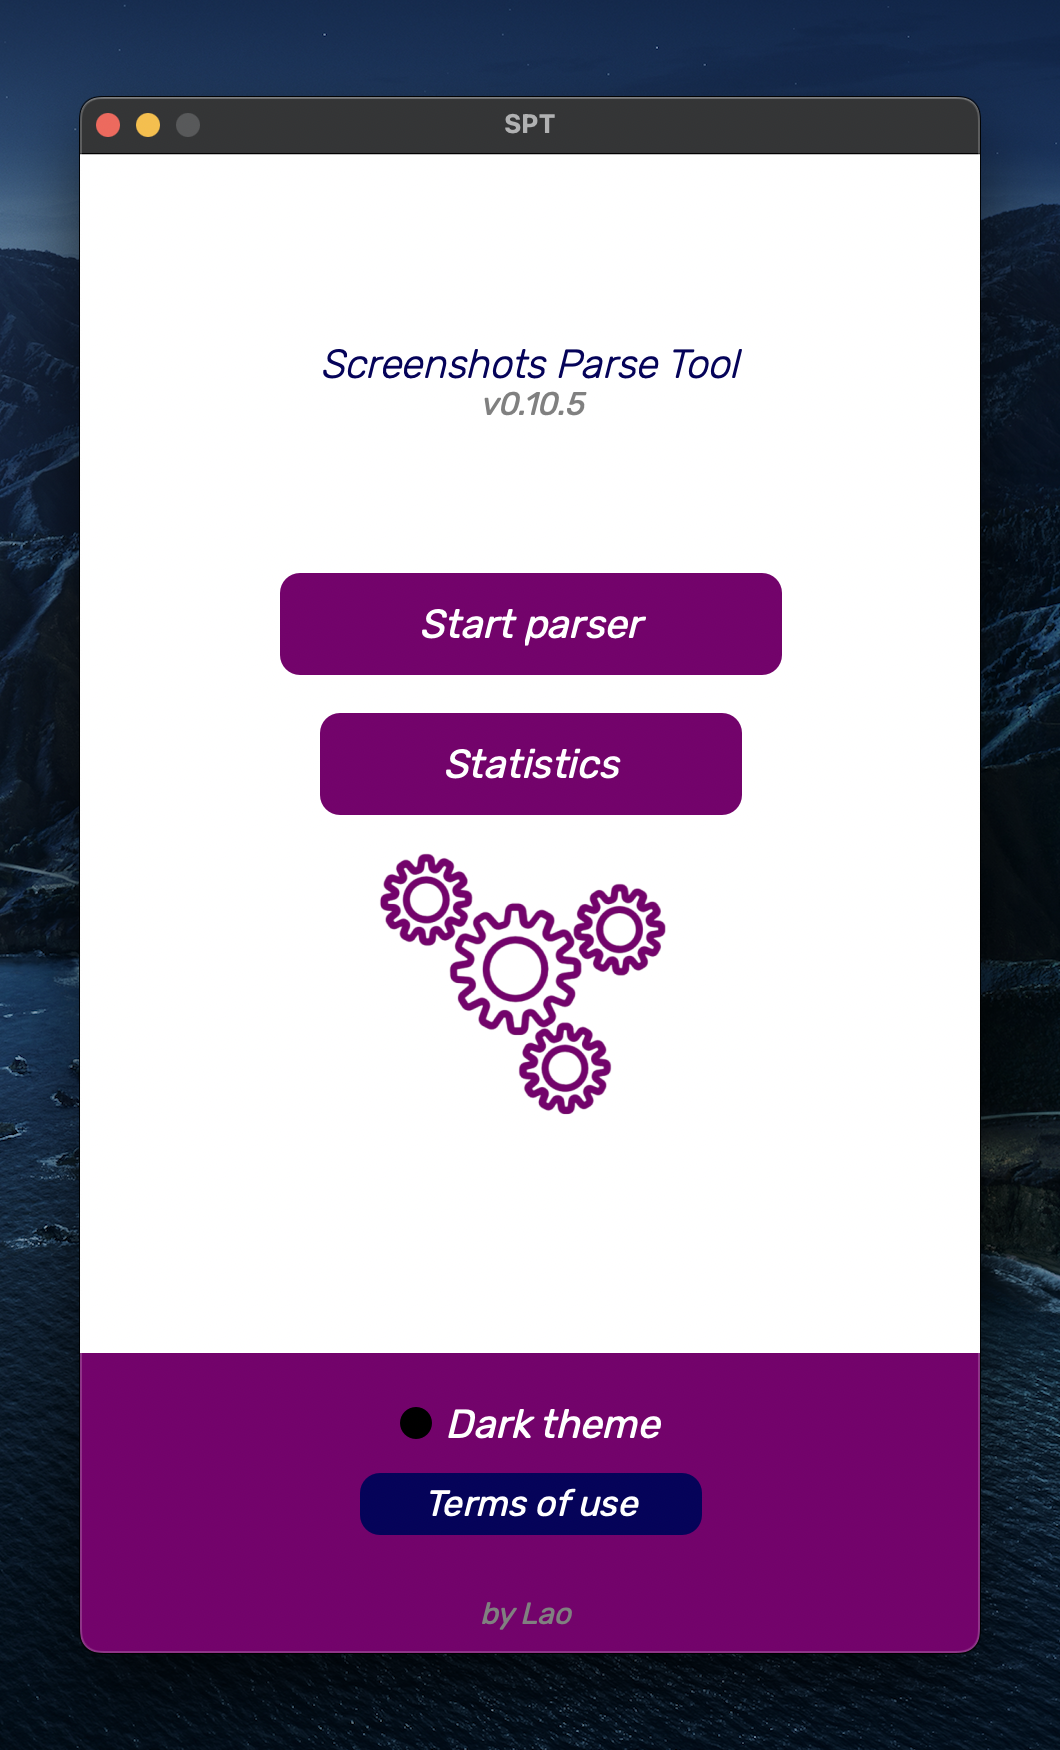 SPT
Screenshots Parse Tool
v0.10.5
Start parser
Statistics
Dark theme
Terms of use
by Lao